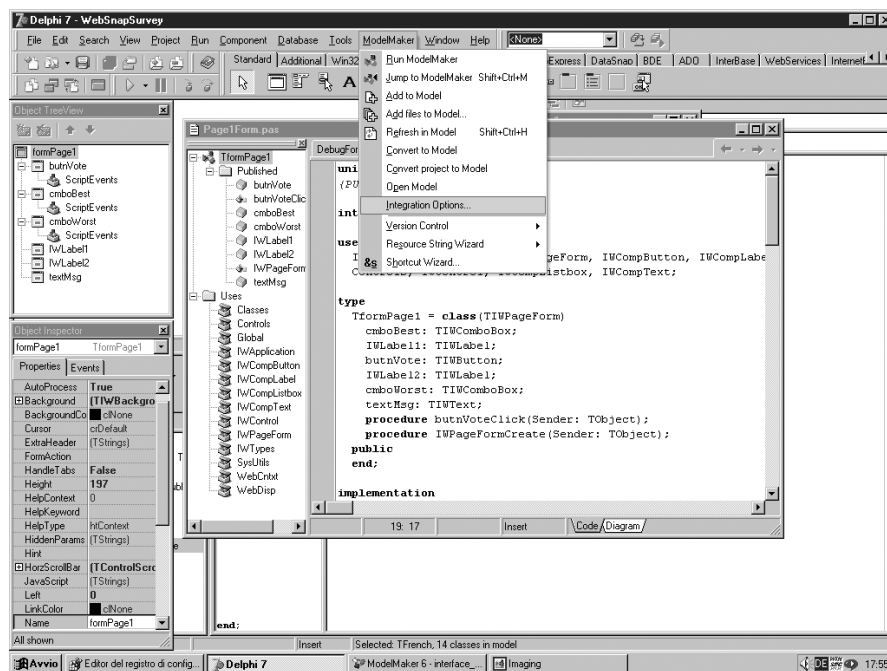 Delphi 7 - WebSnapSurvey
File Edit Search View Project Run Component Database Tools ModelMaker Window Help <None>
Standard Additional Win32 Express DataSnap BDE ADO InterBase WebServices
Run ModelMaker
Jump to ModelMaker Shift+Ctrl+M
Add to Model
Add files to Model...
Refresh in Model Shift+Ctrl+H
Convert to Model
Convert project to Model
Open Model
Integration Options...
Version Control
Resource String Wizard
Shortcut Wizard...
Object TreeView
formPage1
butnVote
ScriptEvents
cmboBest
ScriptEvents
cmboWorst
ScriptEvents
IWLabel1
IWLabel2
textMsg
Object Inspector
formPage1 TformPage1
Properties Events
AutoProcess True
Background (TIWBackgro
BackgroundCo clNone
Cursor crDefault
ExtraHeader (TStrings)
FormAction
HandleTabs False
Height 197
HelpContext 0
HelpKeyword
HelpType htContext
HiddenParams (TStrings)
Hint
HorzScrollBar (TControlScro
JavaScript (TStrings)
Left 0
LinkColor clNone
Name formPage1
All shown
Page1Form.pas
TformPage1
Published
butnVote
butnVoteClic
cmboBest
cmboWorst
IWLabel1
IWLabel2
IWPageForm
textMsg
Uses
Classes
Controls
Global
IWApplication
IWCompButton
IWCompLabel
IWCompListbox
IWCompText
IWControl
IWPageForm
IWTypes
SysUtils
WebCntxt
WebDisp
DebugFor
uni
{PU
int
use
I
geForm, IWCompButton, IWCompLabe
istbox, IWCompText;
type
TformPage1 = class(TIWPageForm)
cmboBest: TIWComboBox;
IWLabel1: TIWLabel;
butnVote: TIWButton;
IWLabel2: TIWLabel;
cmboWorst: TIWComboBox;
textMsg: TIWText;
procedure butnVoteClick(Sender: TObject);
procedure IWPageFormCreate(Sender: TObject);
public
end;
implementation
19: 17 Insert Code Diagram
end;
Insert Selected: TFrench, 14 classes in model
Avvio Editor del registro di config... Delphi 7 ModelMaker 6 - interface_... Imaging DE 17:55